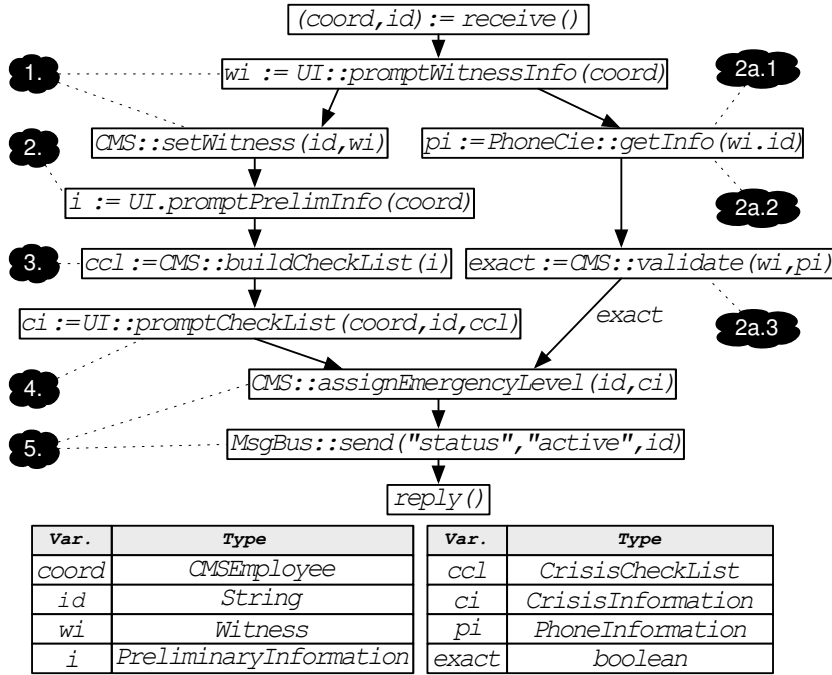 (coord,id) := receive()
1.
wi := UI::promptWitnessInfo(coord)
2a.1
2.
CMS::setWitness(id,wi)
pi:=PhoneCie::getInfo(wi.id)
i := UI.promptPrelimInfo(coord)
2a.2
3.
ccl:=CMS::buildCheckList(i)
exact:=CMS::validate(wi,pi)
ci:=UI::promptCheckList(coord,id,ccl)
exact
2a.3
4.
CMS::assignEmergencyLevel(id,ci)
5.
MsgBus::send("status","active",id)
reply()
Var. Type
coord CMSEmployee
id String
wi Witness
i PreliminaryInformation
Var. Type
ccl CrisisCheckList
ci CrisisInformation
pi PhoneInformation
exact boolean